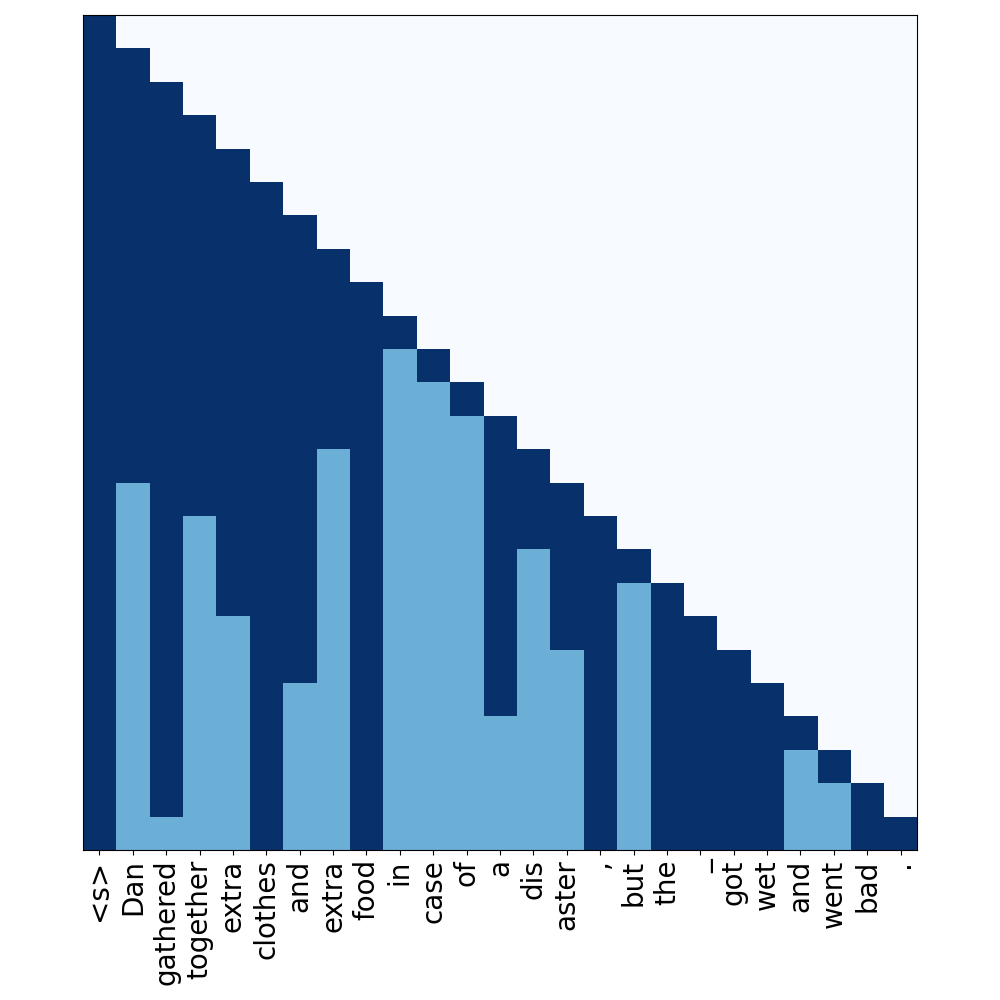 <s> Dan gathered together extra clothes and extra food in case of a dis aster , but the _ got wet and went bad .